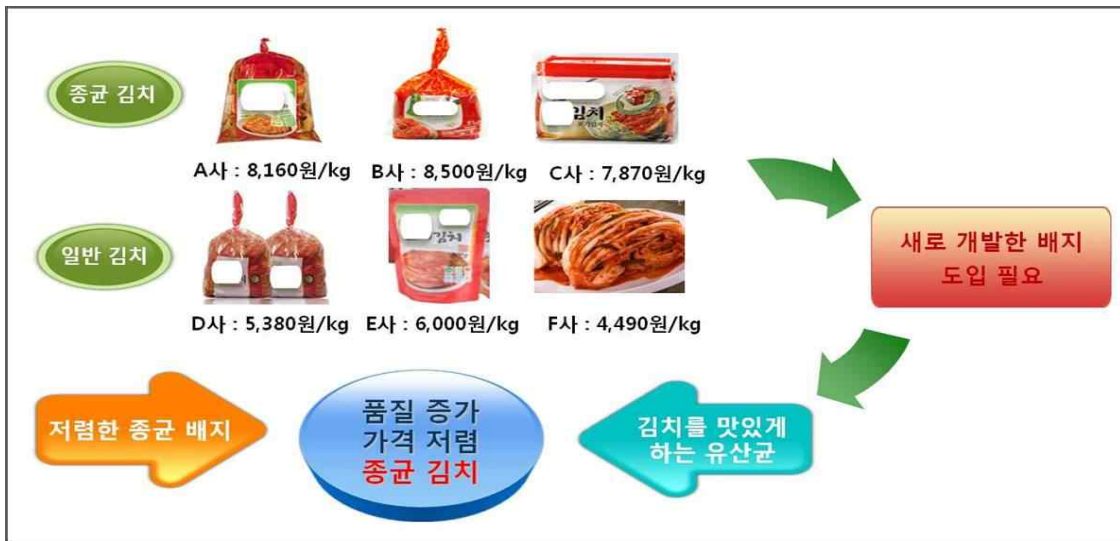 종균 김치
김치
A사 : 8,160원/kg
B사 : 8,500원/kg
C사 : 7,870원/kg
일반 김치
김치
D사 : 5,380원/kg
E사 : 6,000원/kg
F사 : 4,490원/kg
새로 개발한 배지
도입 필요
저렴한 종균 배지
품질 증가
가격 저렴
종균 김치
김치를 맛있게
하는 유산균